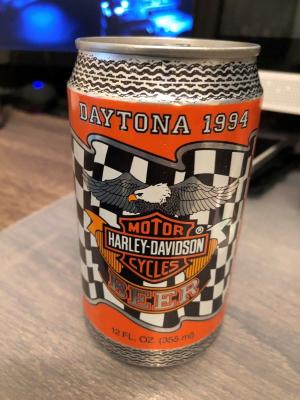 DAYTONA 1994
MOTOR
HARLEY-DAVIDSON
®
CYCLES
BEER
12 FL. OZ. (355 ml)